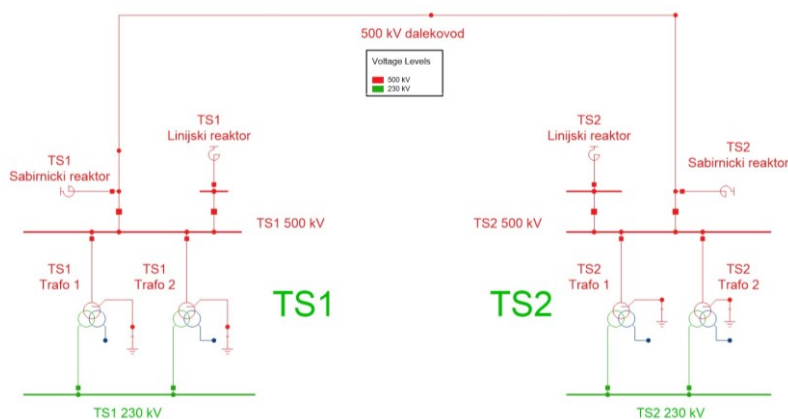 500 kV dalekovod
Voltage Levels
500 kV
230 kV
TS1
Linijski reaktor
TS1
Sabirnicki reaktor
TS2
Linijski reaktor
TS2
Sabirnicki reaktor
TS1 500 kV
TS2 500 kV
TS1
Trafo 1
TS1
Trafo 2
TS1
TS2
TS2
Trafo 1
TS2
Trafo 2
TS1 230 kV
TS2 230 kV